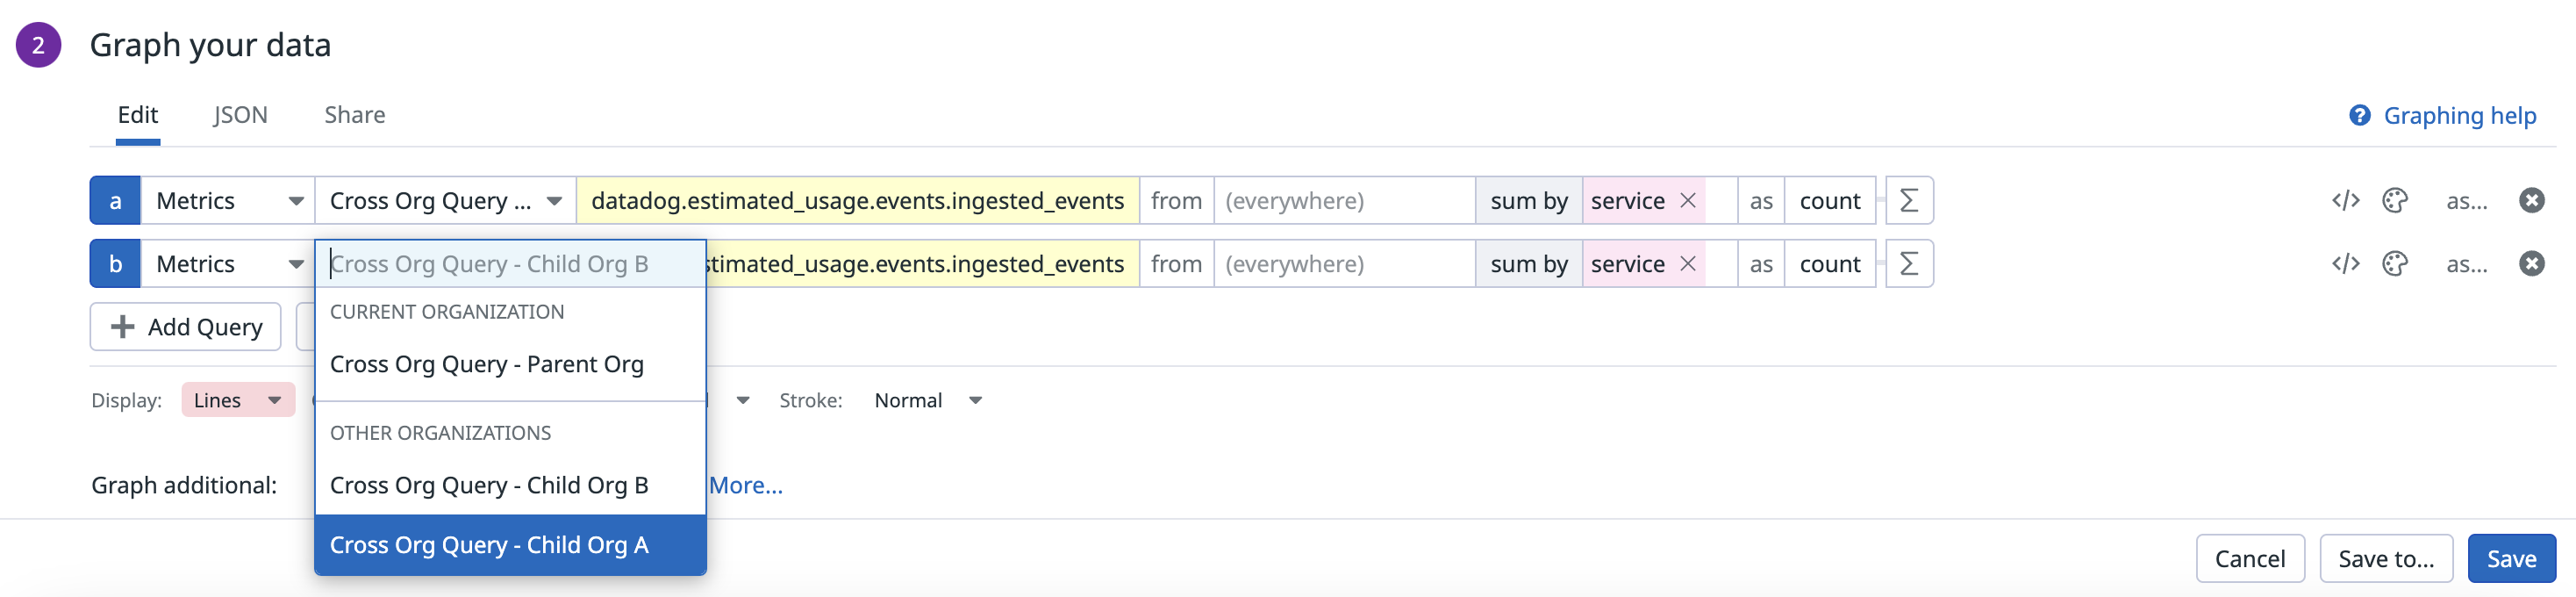 2 Graph your data
Edit JSON Share Graphing help
a Metrics Cross Org Query ... datadog.estimated_usage.events.ingested_events from (everywhere) sum by service as count Σ </> as...
b Metrics Cross Org Query - Child Org B stimated_usage.events.ingested_events from (everywhere) sum by service as count Σ </> as...
CURRENT ORGANIZATION
Add Query
Cross Org Query - Parent Org
Display: Lines Stroke: Normal
OTHER ORGANIZATIONS
Graph additional: Cross Org Query - Child Org B More...
Cross Org Query - Child Org A
Cancel Save to... Save